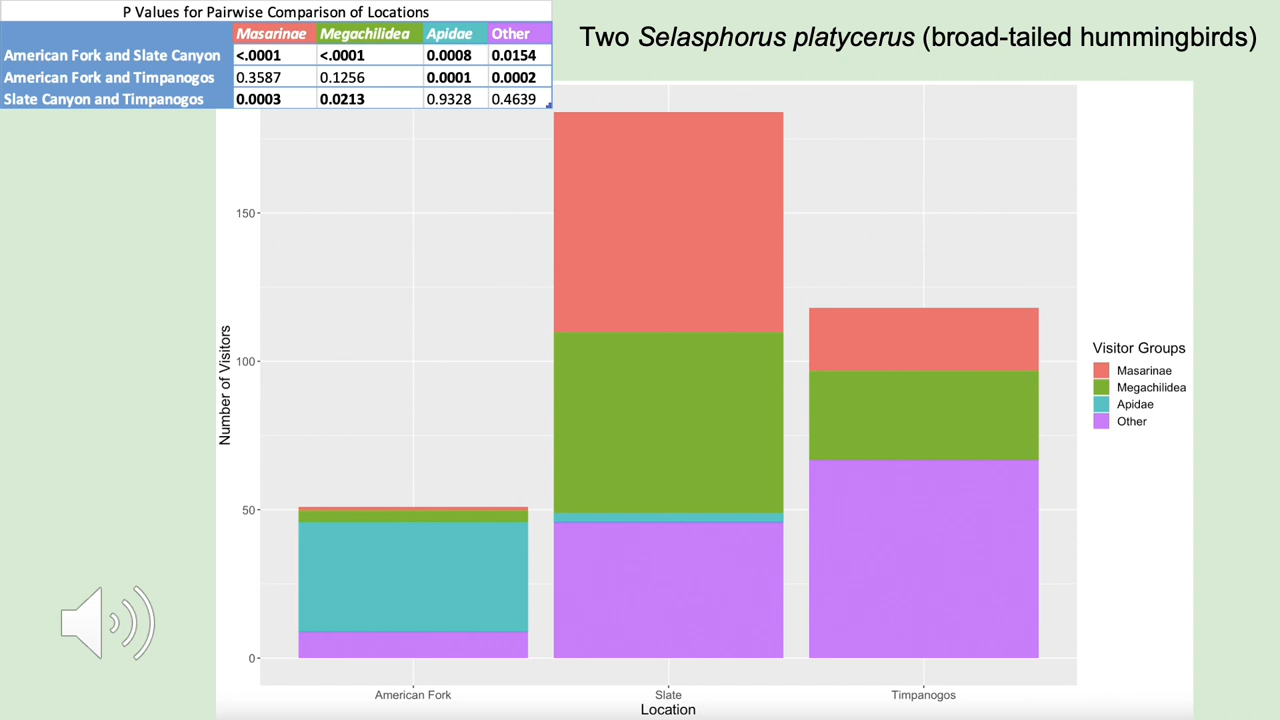 P Values for Pairwise Comparison of Locations
Masarinae Megachilidea Apidae Other
American Fork and Slate Canyon <.0001 <.0001 0.0008 0.0154
American Fork and Timpanogos 0.3587 0.1256 0.0001 0.0002
Slate Canyon and Timpanogos 0.0003 0.0213 0.9328 0.4639
Two Selasphorus platycerus (broad-tailed hummingbirds)
Number of Visitors
150
100
50
0
American Fork Slate Timpanogos
Location
Visitor Groups
Masarinae
Megachilidea
Apidae
Other